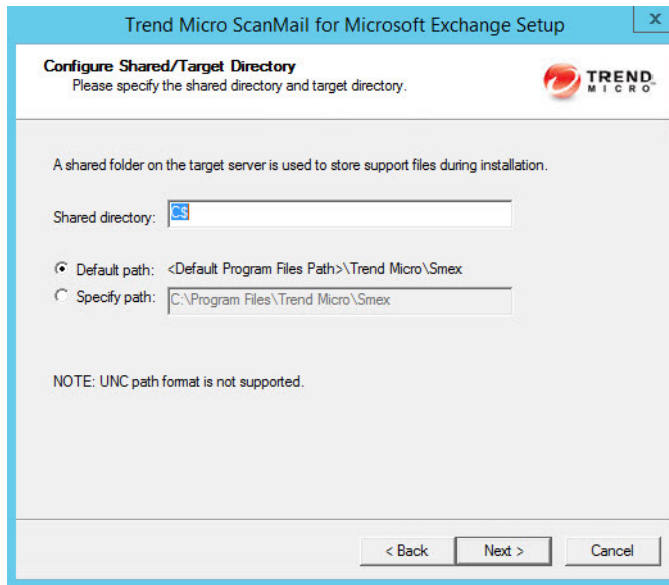 Trend Micro ScanMail for Microsoft Exchange Setup
x
Configure Shared/Target Directory
Please specify the shared directory and target directory.
TREND
MICRO™
A shared folder on the target server is used to store support files during installation.
Shared directory: C$
Default path: <Default Program Files Path>\Trend Micro\Smex
Specify path: C:\Program Files\Trend Micro\Smex
NOTE: UNC path format is not supported.
< Back Next > Cancel